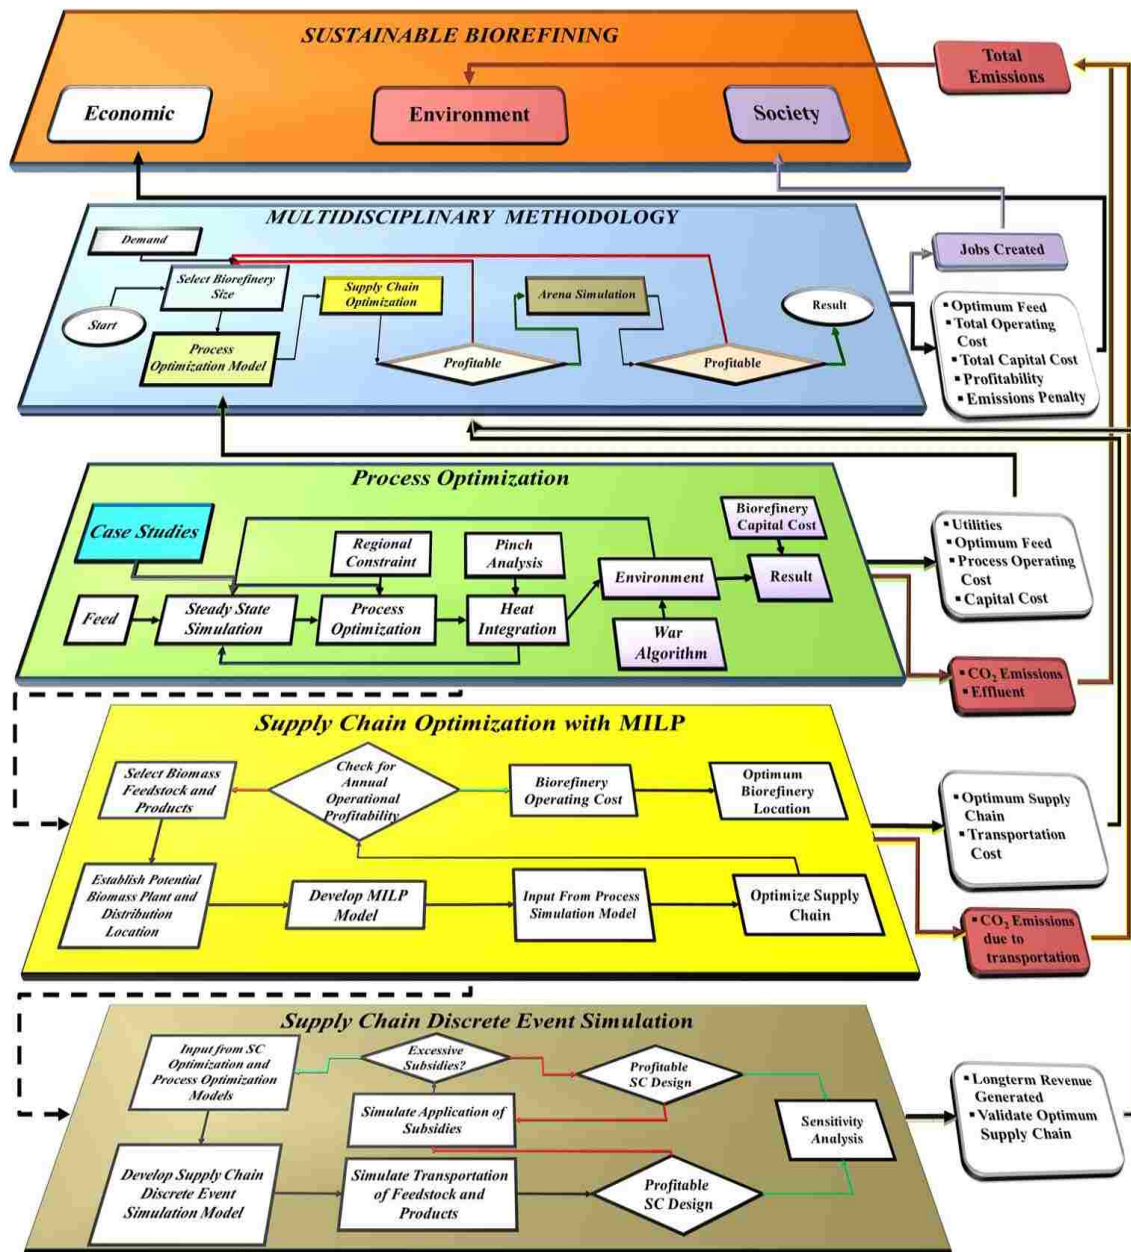 SUSTAINABLE BIOREFINING
Total
Emissions
Economic
Environment
Society
MULTIDISCIPLINARY METHODOLOGY
Demand
Select Biorefinery
Size
Supply Chain
Optimization
Arena Simulation
Result
Start
Process
Optimization Model
Profitable
Profitable
Jobs Created
▪ Optimum Feed
▪ Total Operating
Cost
▪ Total Capital Cost
▪ Profitability
▪ Emissions Penalty
Process Optimization
Case Studies
Regional
Constraint
Pinch
Analysis
Biorefinery
Capital Cost
Environment
Result
Feed
Steady State
Simulation
Process
Optimization
Heat
Integration
War
Algorithm
▪ Utilities
▪ Optimum Feed
▪ Process Operating
Cost
▪ Capital Cost
▪ CO₂ Emissions
▪ Effluent
Supply Chain Optimization with MILP
Select Biomass
Feedstock and
Products
Check for
Annual
Operational
Profitability
Biorefinery
Operating Cost
Optimum
Biorefinery
Location
Establish Potential
Biomass Plant and
Distribution
Location
Develop MILP
Model
Input From Process
Simulation Model
Optimize Supply
Chain
▪ Optimum Supply
Chain
▪ Transportation
Cost
▪ CO₂ Emissions
due to
transportation
Supply Chain Discrete Event Simulation
Input from SC
Optimization and
Process Optimization
Models
Excessive
Subsidies?
Profitable
SC Design
Simulate Application of
Subsidies
Sensitivity
Analysis
Develop Supply Chain
Discrete Event
Simulation Model
Simulate Transportation
of Feedstock and
Products
Profitable
SC Design
▪ Longterm Revenue
Generated
▪ Validate Optimum
Supply Chain